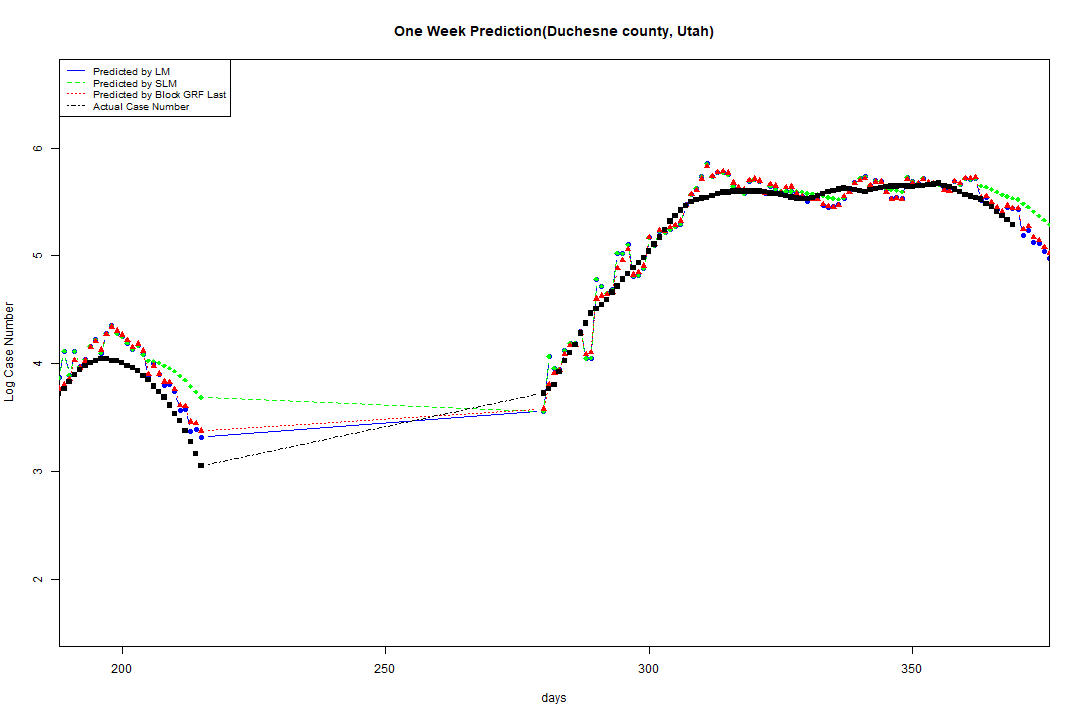 One Week Prediction(Duchesne county, Utah)
Predicted by LM
Predicted by SLM
Predicted by Block GRF Last
Actual Case Number
6
5
4
3
2
Log Case Number
200
250
300
350
days